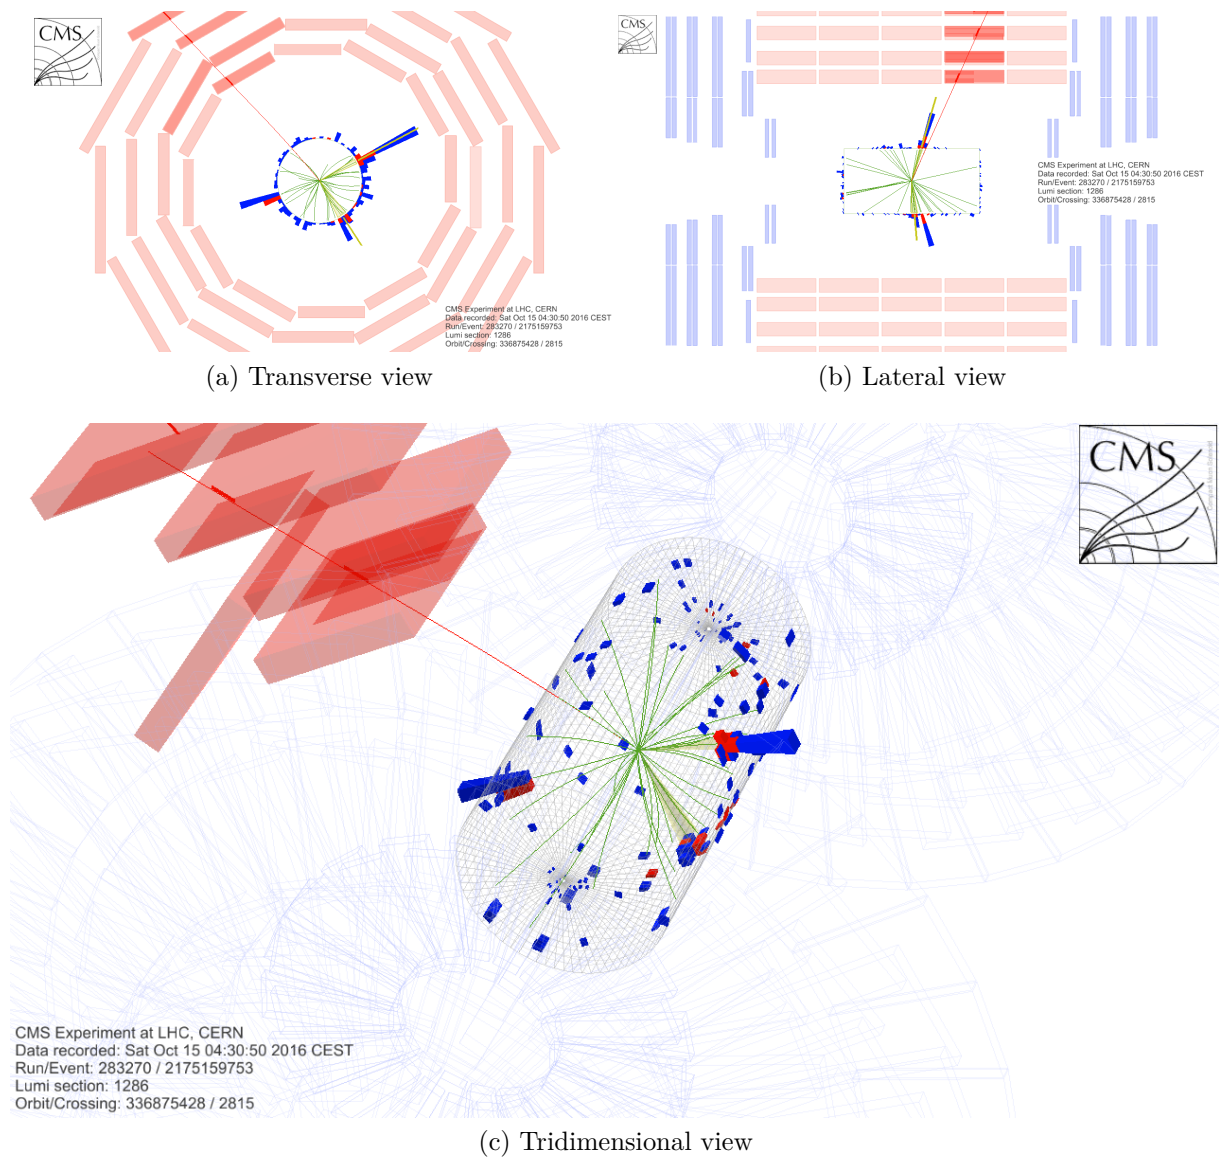 CMS
CMS
CMS Experiment at LHC, CERN
Data recorded: Sat Oct 15 04:30:50 2016 CEST
Run/Event: 283270 / 2175159753
Lumi section: 1286
Orbit/Crossing: 336875428 / 2815
CMS Experiment at LHC, CERN
Data recorded: Sat Oct 15 04:30:50 2016 CEST
Run/Event: 283270 / 2175159753
Lumi section: 1286
Orbit/Crossing: 336875428 / 2815
(a) Transverse view
(b) Lateral view
CMS
CMS Experiment at LHC, CERN
Data recorded: Sat Oct 15 04:30:50 2016 CEST
Run/Event: 283270 / 2175159753
Lumi section: 1286
Orbit/Crossing: 336875428 / 2815
(c) Tridimensional view